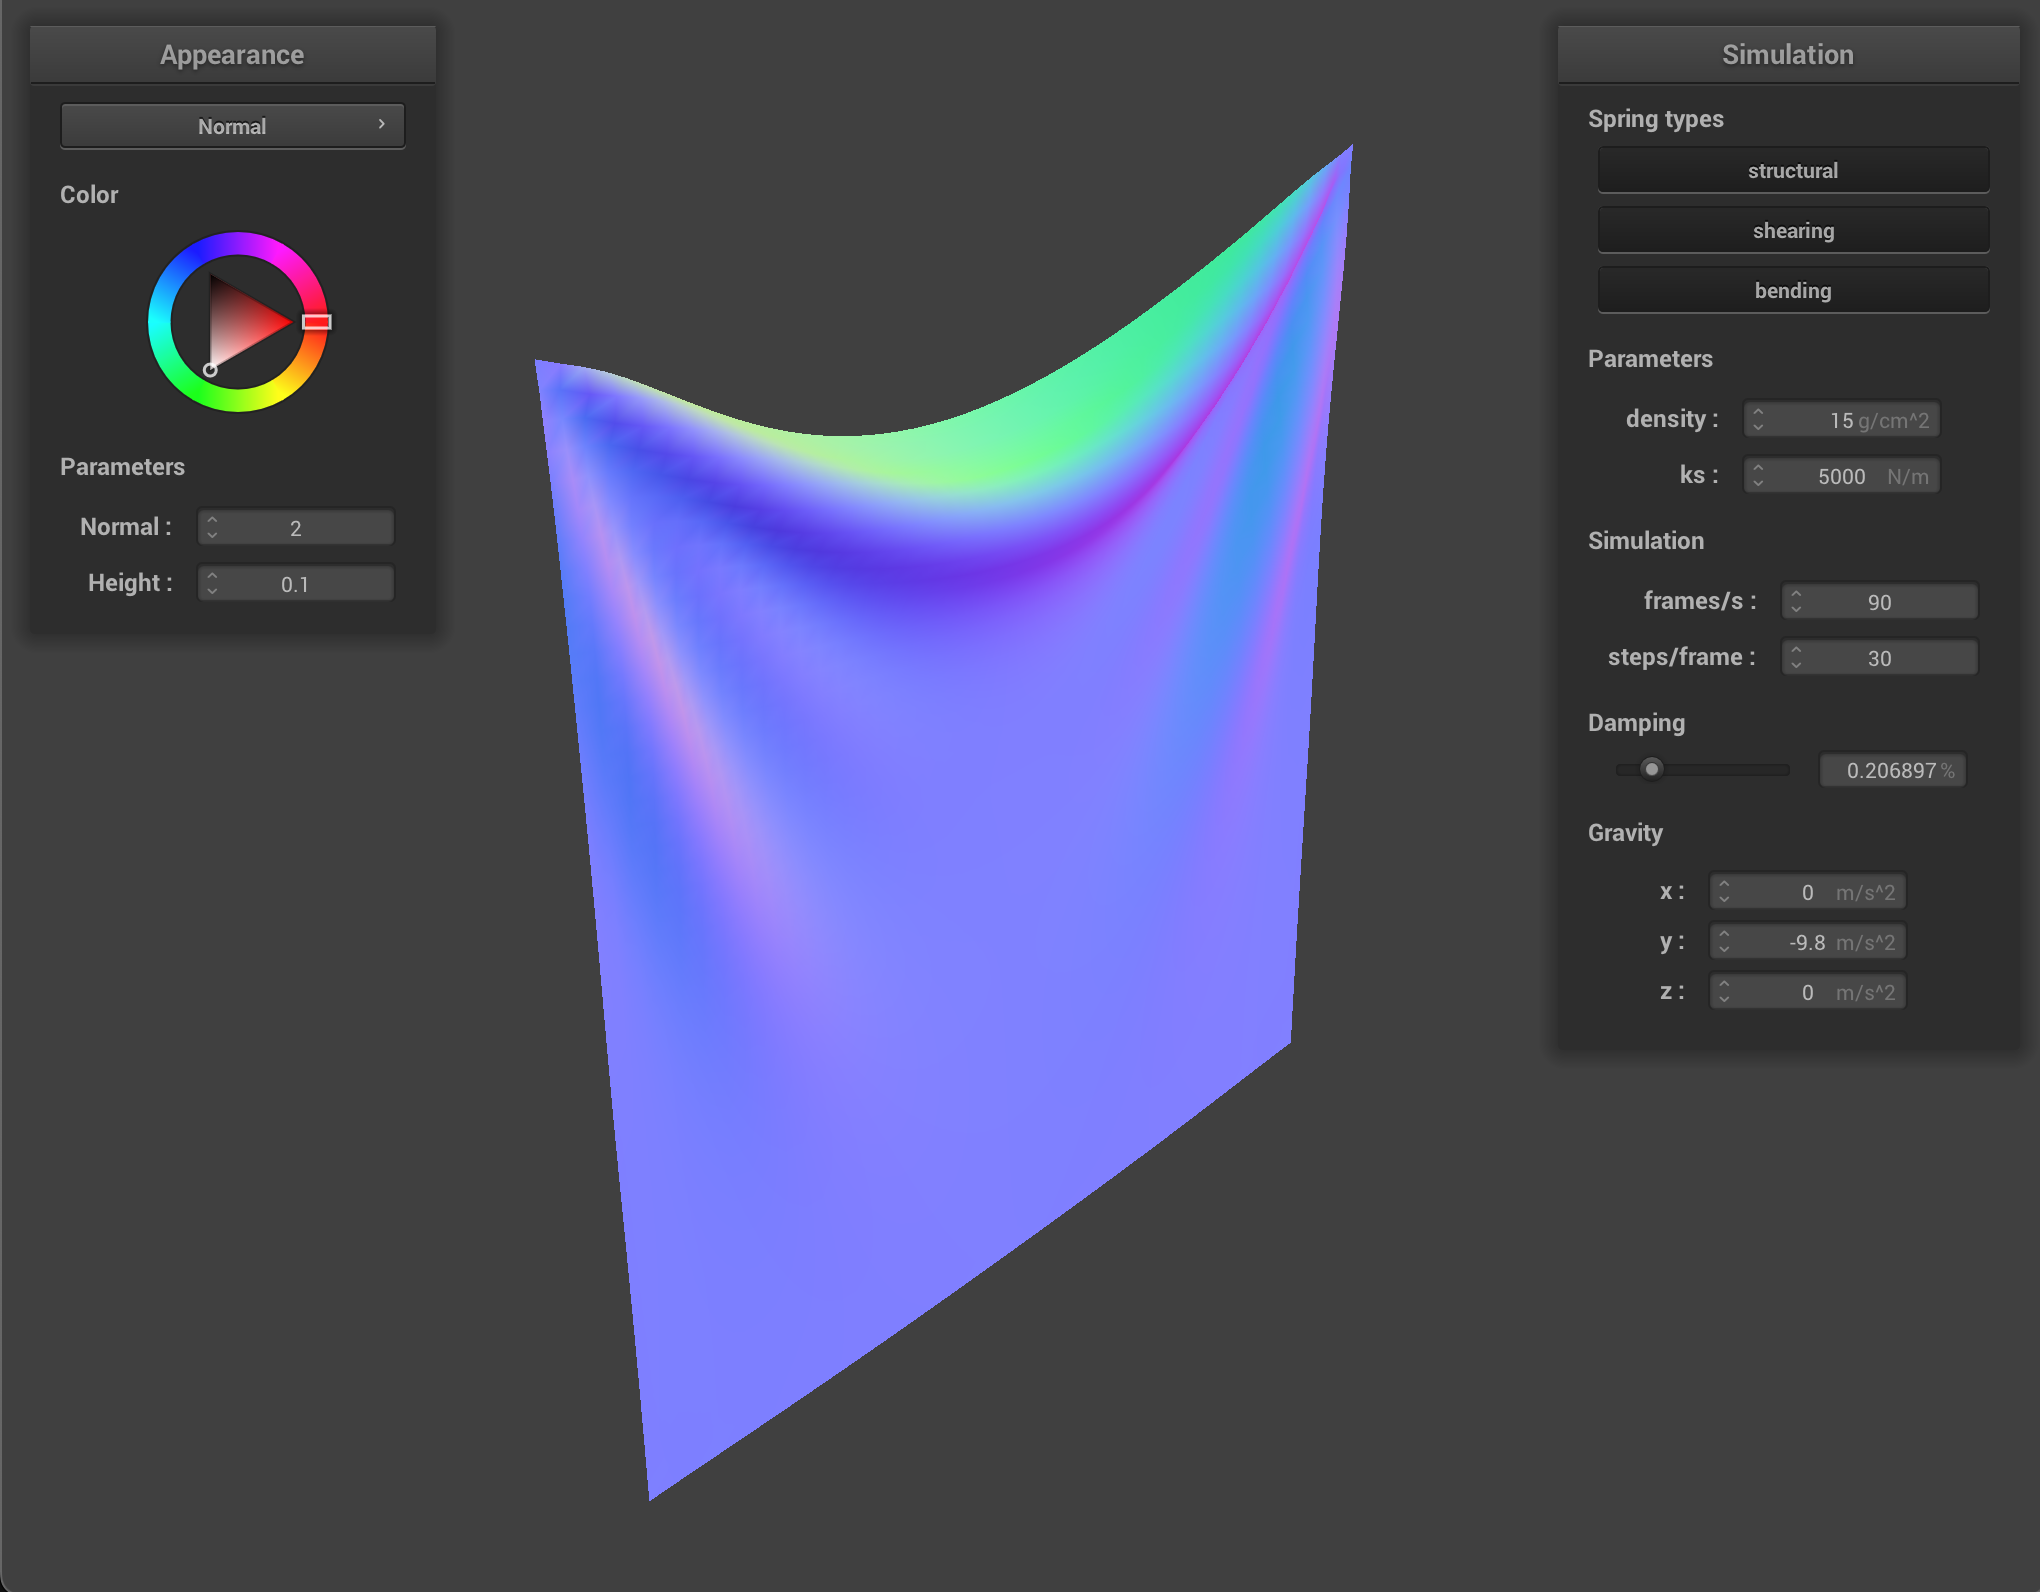 Appearance
Normal
Color
Parameters
Normal : 2
Height : 0.1
Simulation
Spring types
structural
shearing
bending
Parameters
density : 15 g/cm^2
ks : 5000 N/m
Simulation
frames/s : 90
steps/frame : 30
Damping
0.206897 %
Gravity
x : 0 m/s^2
y : -9.8 m/s^2
z : 0 m/s^2